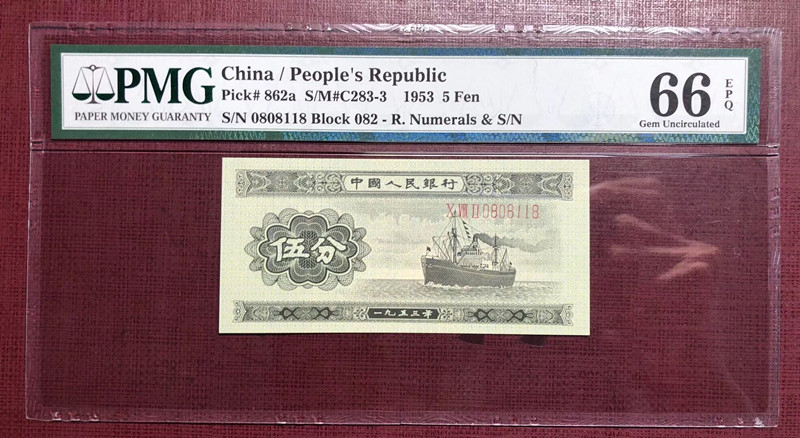 PMG
PAPER MONEY GUARANTY
China / People's Republic
Pick# 862a S/M#C283-3 1953 5 Fen
S/N 0808118 Block 082 - R. Numerals & S/N
66
EPQ
Gem Uncirculated
中國人民銀行
X VIII II 0808118
伍分
一九五三年